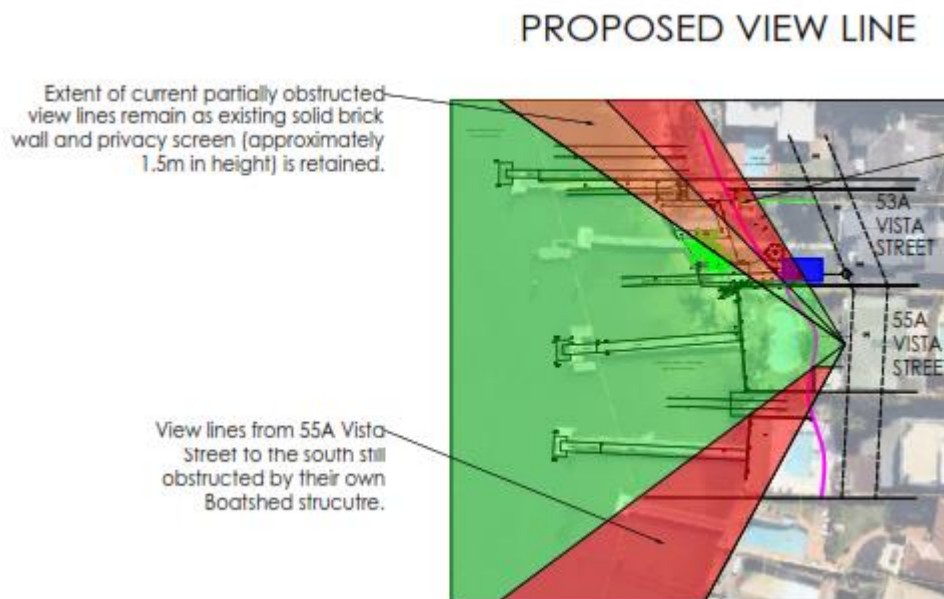 PROPOSED VIEW LINE
Extent of current partially obstructed
view lines remain as existing solid brick
wall and privacy screen (approximately
1.5m in height) is retained.
53A
VISTA
STREET
55A
VISTA
STREET
View lines from 55A Vista
Street to the south still
obstructed by their own
Boatshed strucutre.